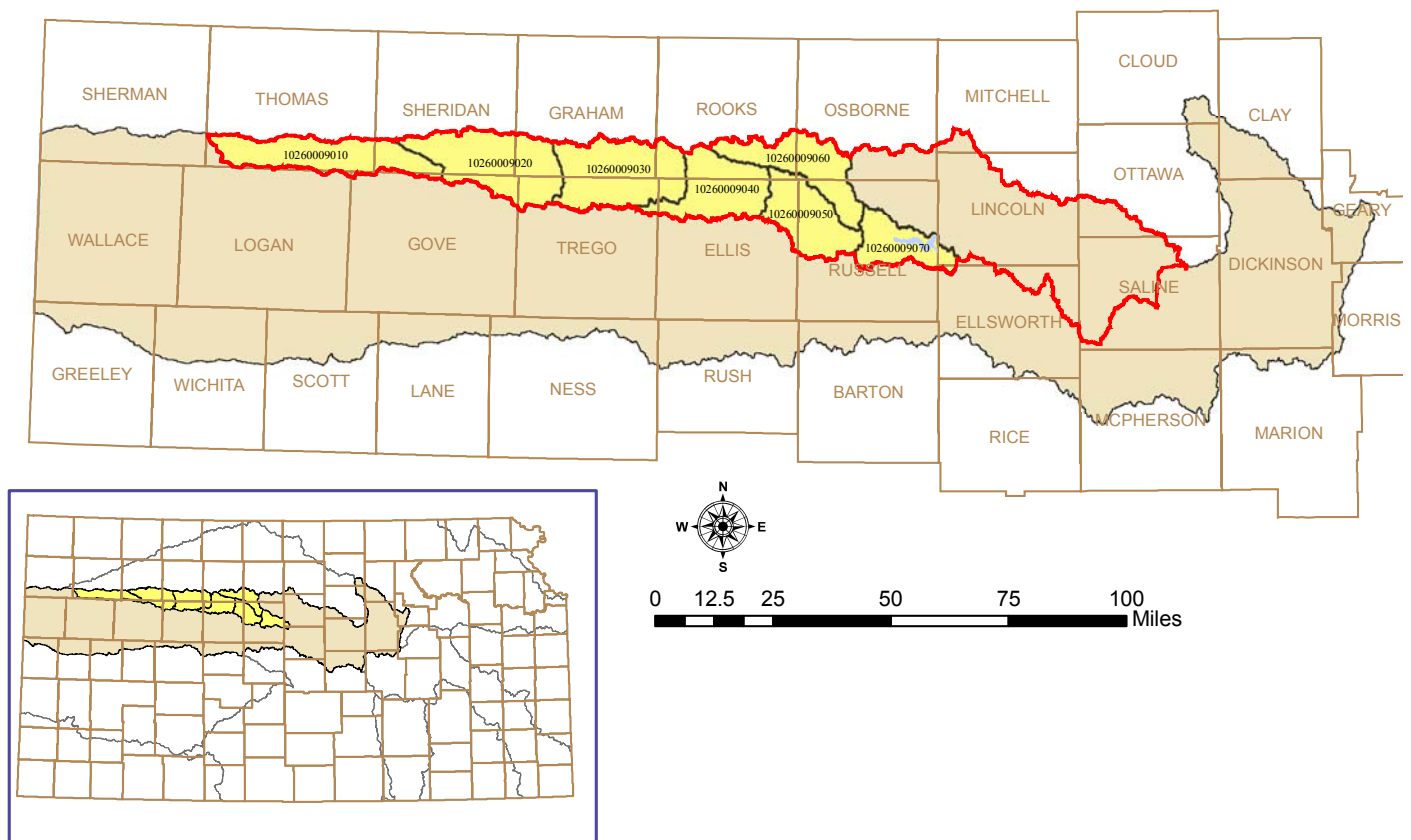 CLOUD
SHERMAN
THOMAS
SHERIDAN
GRAHAM
ROOKS
OSBORNE
MITCHELL
CLAY
10260009010
10260009020
10260009030
10260009060
10260009040
10260009050
10260009070
OTTAWA
LINCOLN
GEARY
WALLACE
LOGAN
GOVE
TREGO
ELLIS
RUSSELL
SALINE
DICKINSON
ELLSWORTH
MORRIS
GREELEY
WICHITA
SCOTT
LANE
NESS
RUSH
BARTON
RICE
MCPHERSON
MARION
N
W E
S
0 12.5 25 50 75 100
Miles